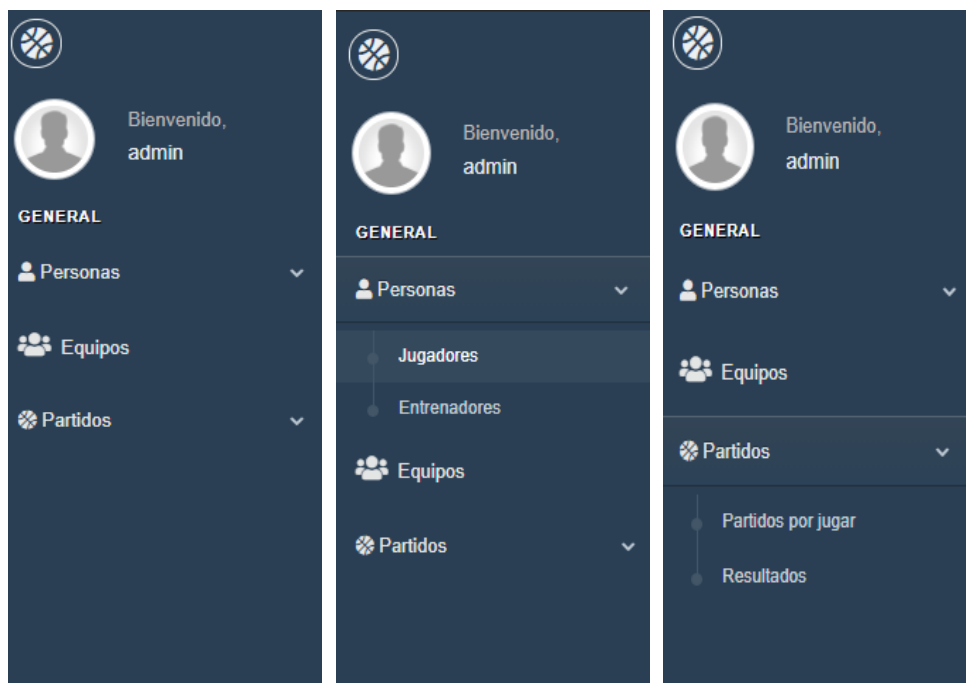 Bienvenido,
admin
GENERAL
Personas
Equipos
Partidos
Bienvenido,
admin
GENERAL
Personas
Jugadores
Entrenadores
Equipos
Partidos
Bienvenido,
admin
GENERAL
Personas
Equipos
Partidos
Partidos por jugar
Resultados